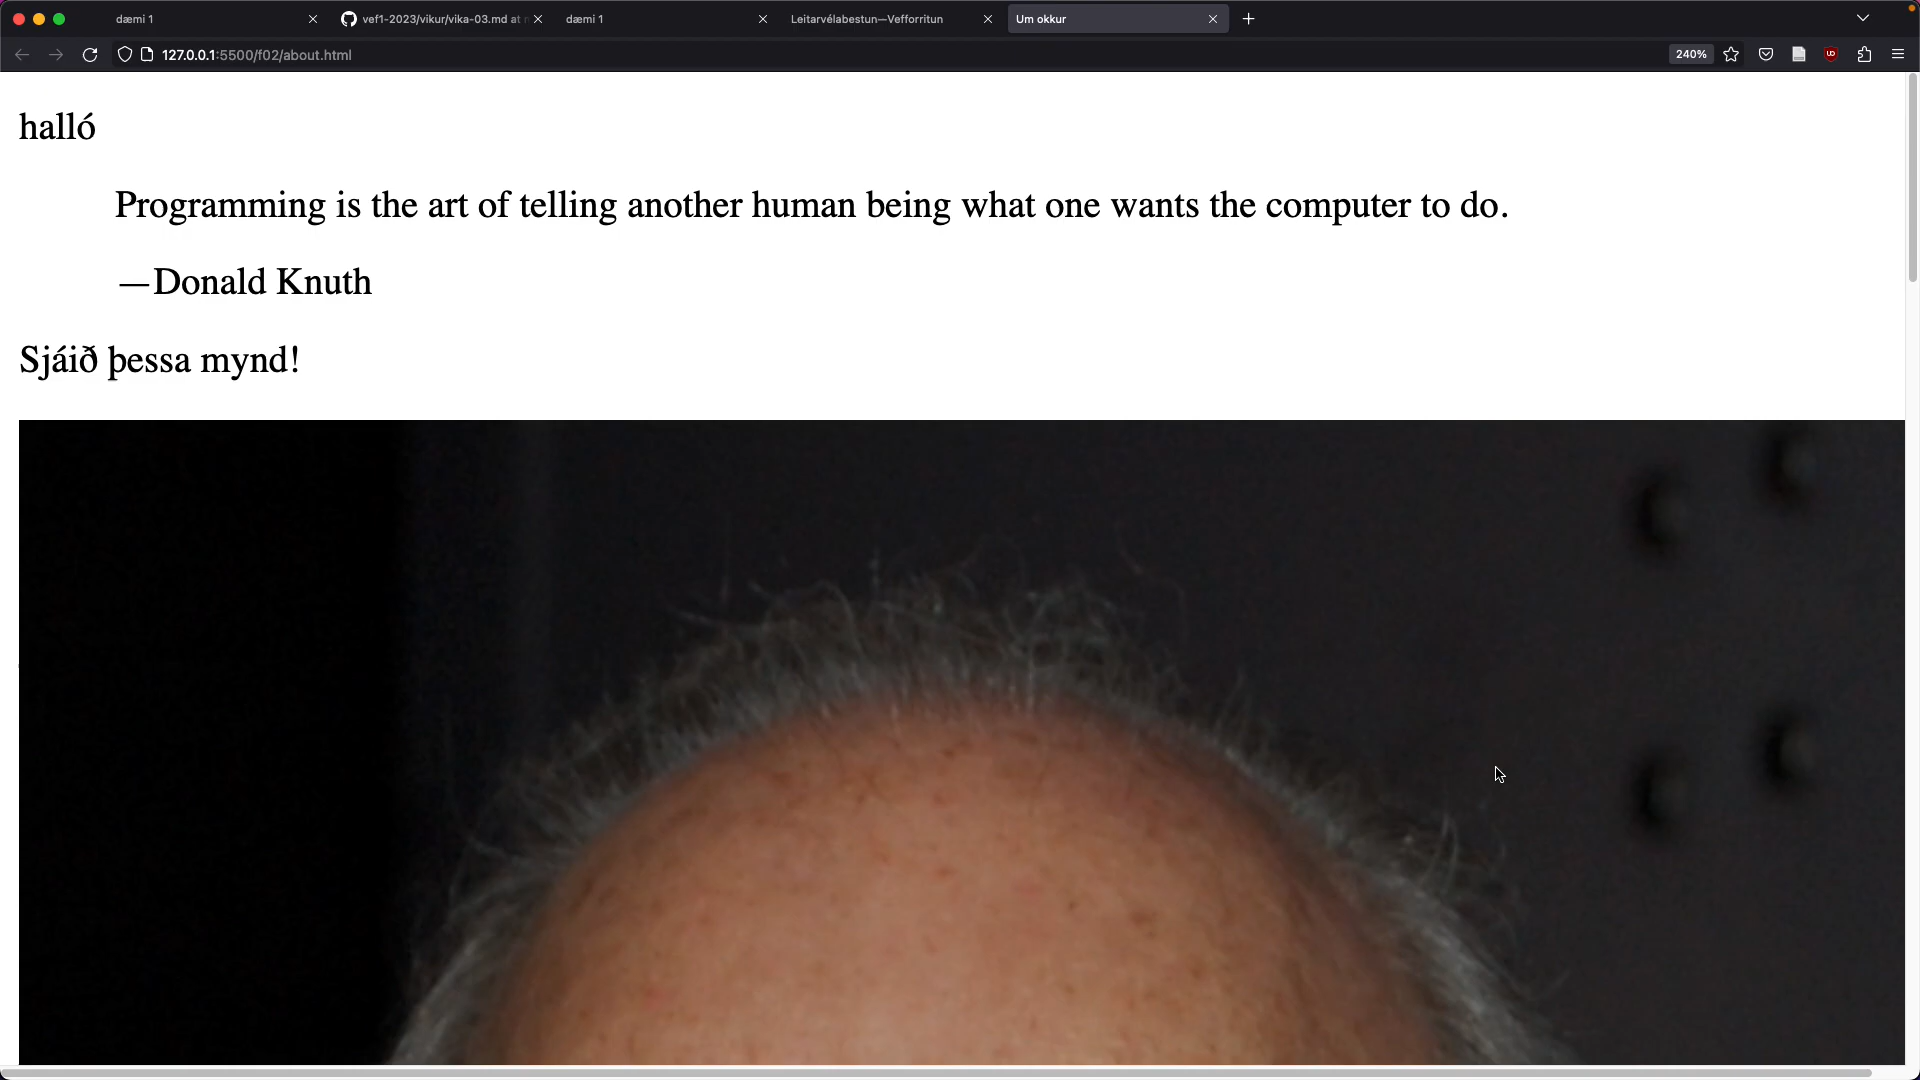 dæmi 1
vef1-2023/vikur/vika-03.md at
dæmi 1
Leitarvélabestun—Vefforritun
Um okkur
127.0.0.1:5500/f02/about.html
240%
halló
Programming is the art of telling another human being what one wants the computer to do.
—Donald Knuth
Sjáið þessa mynd!